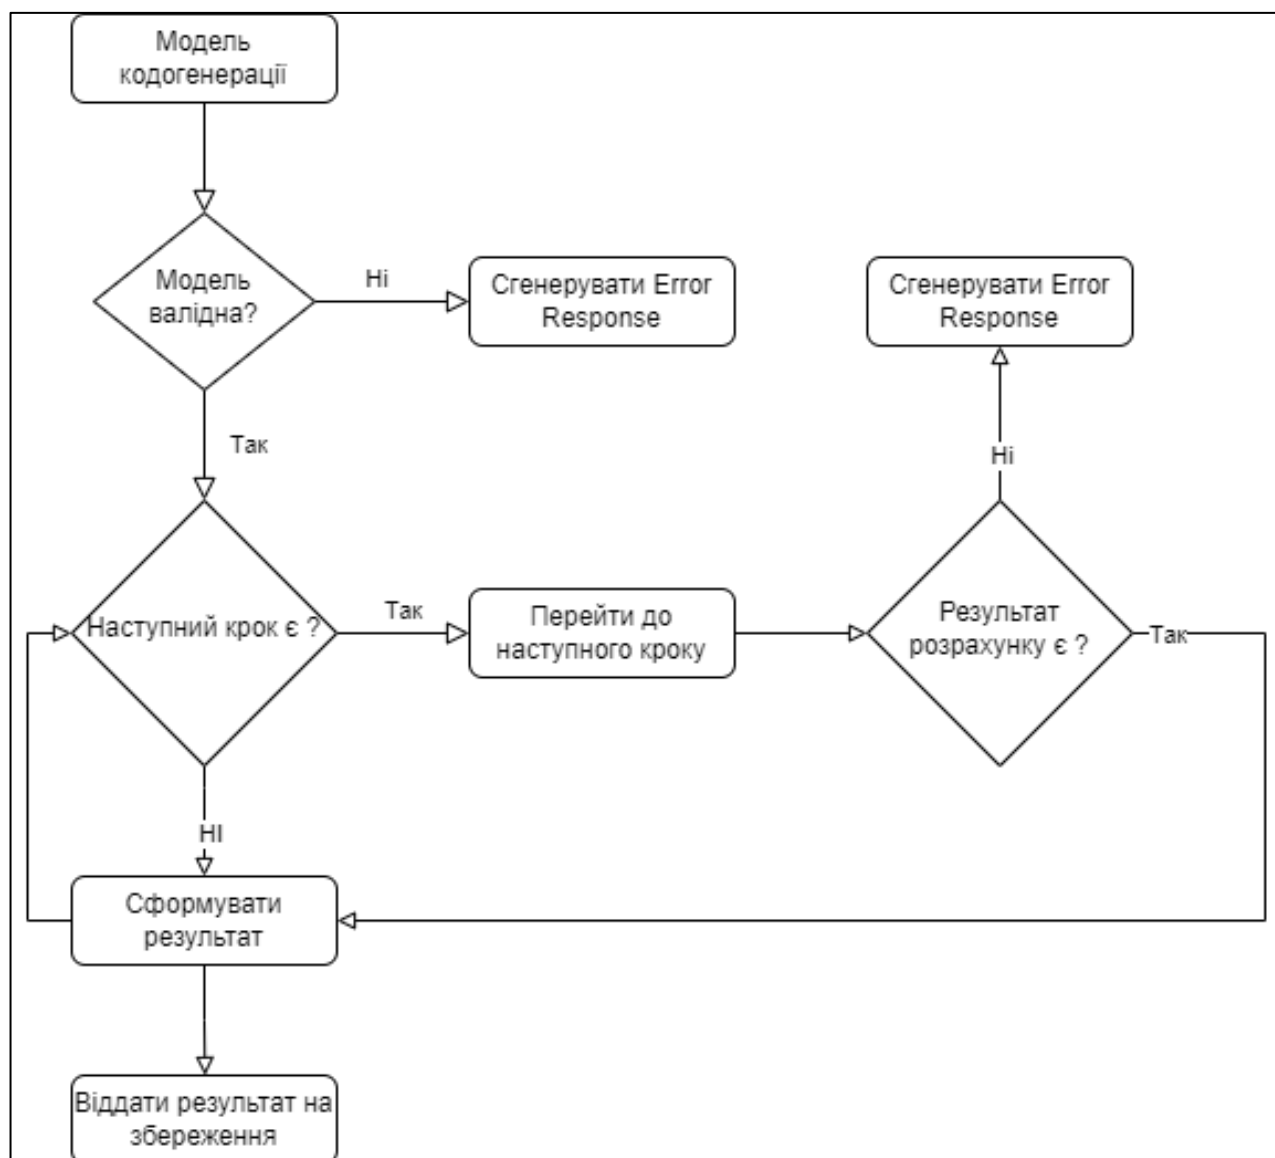 Модель
кодогенерації
Модель
валідна?
Ні
Сгенерувати Error
Response
Сгенерувати Error
Response
Так
Ні
Наступний крок є ?
Так
Перейти до
наступного кроку
Результат
розрахунку є ?
Так
НІ
Сформувати
результат
Віддати результат на
збереження